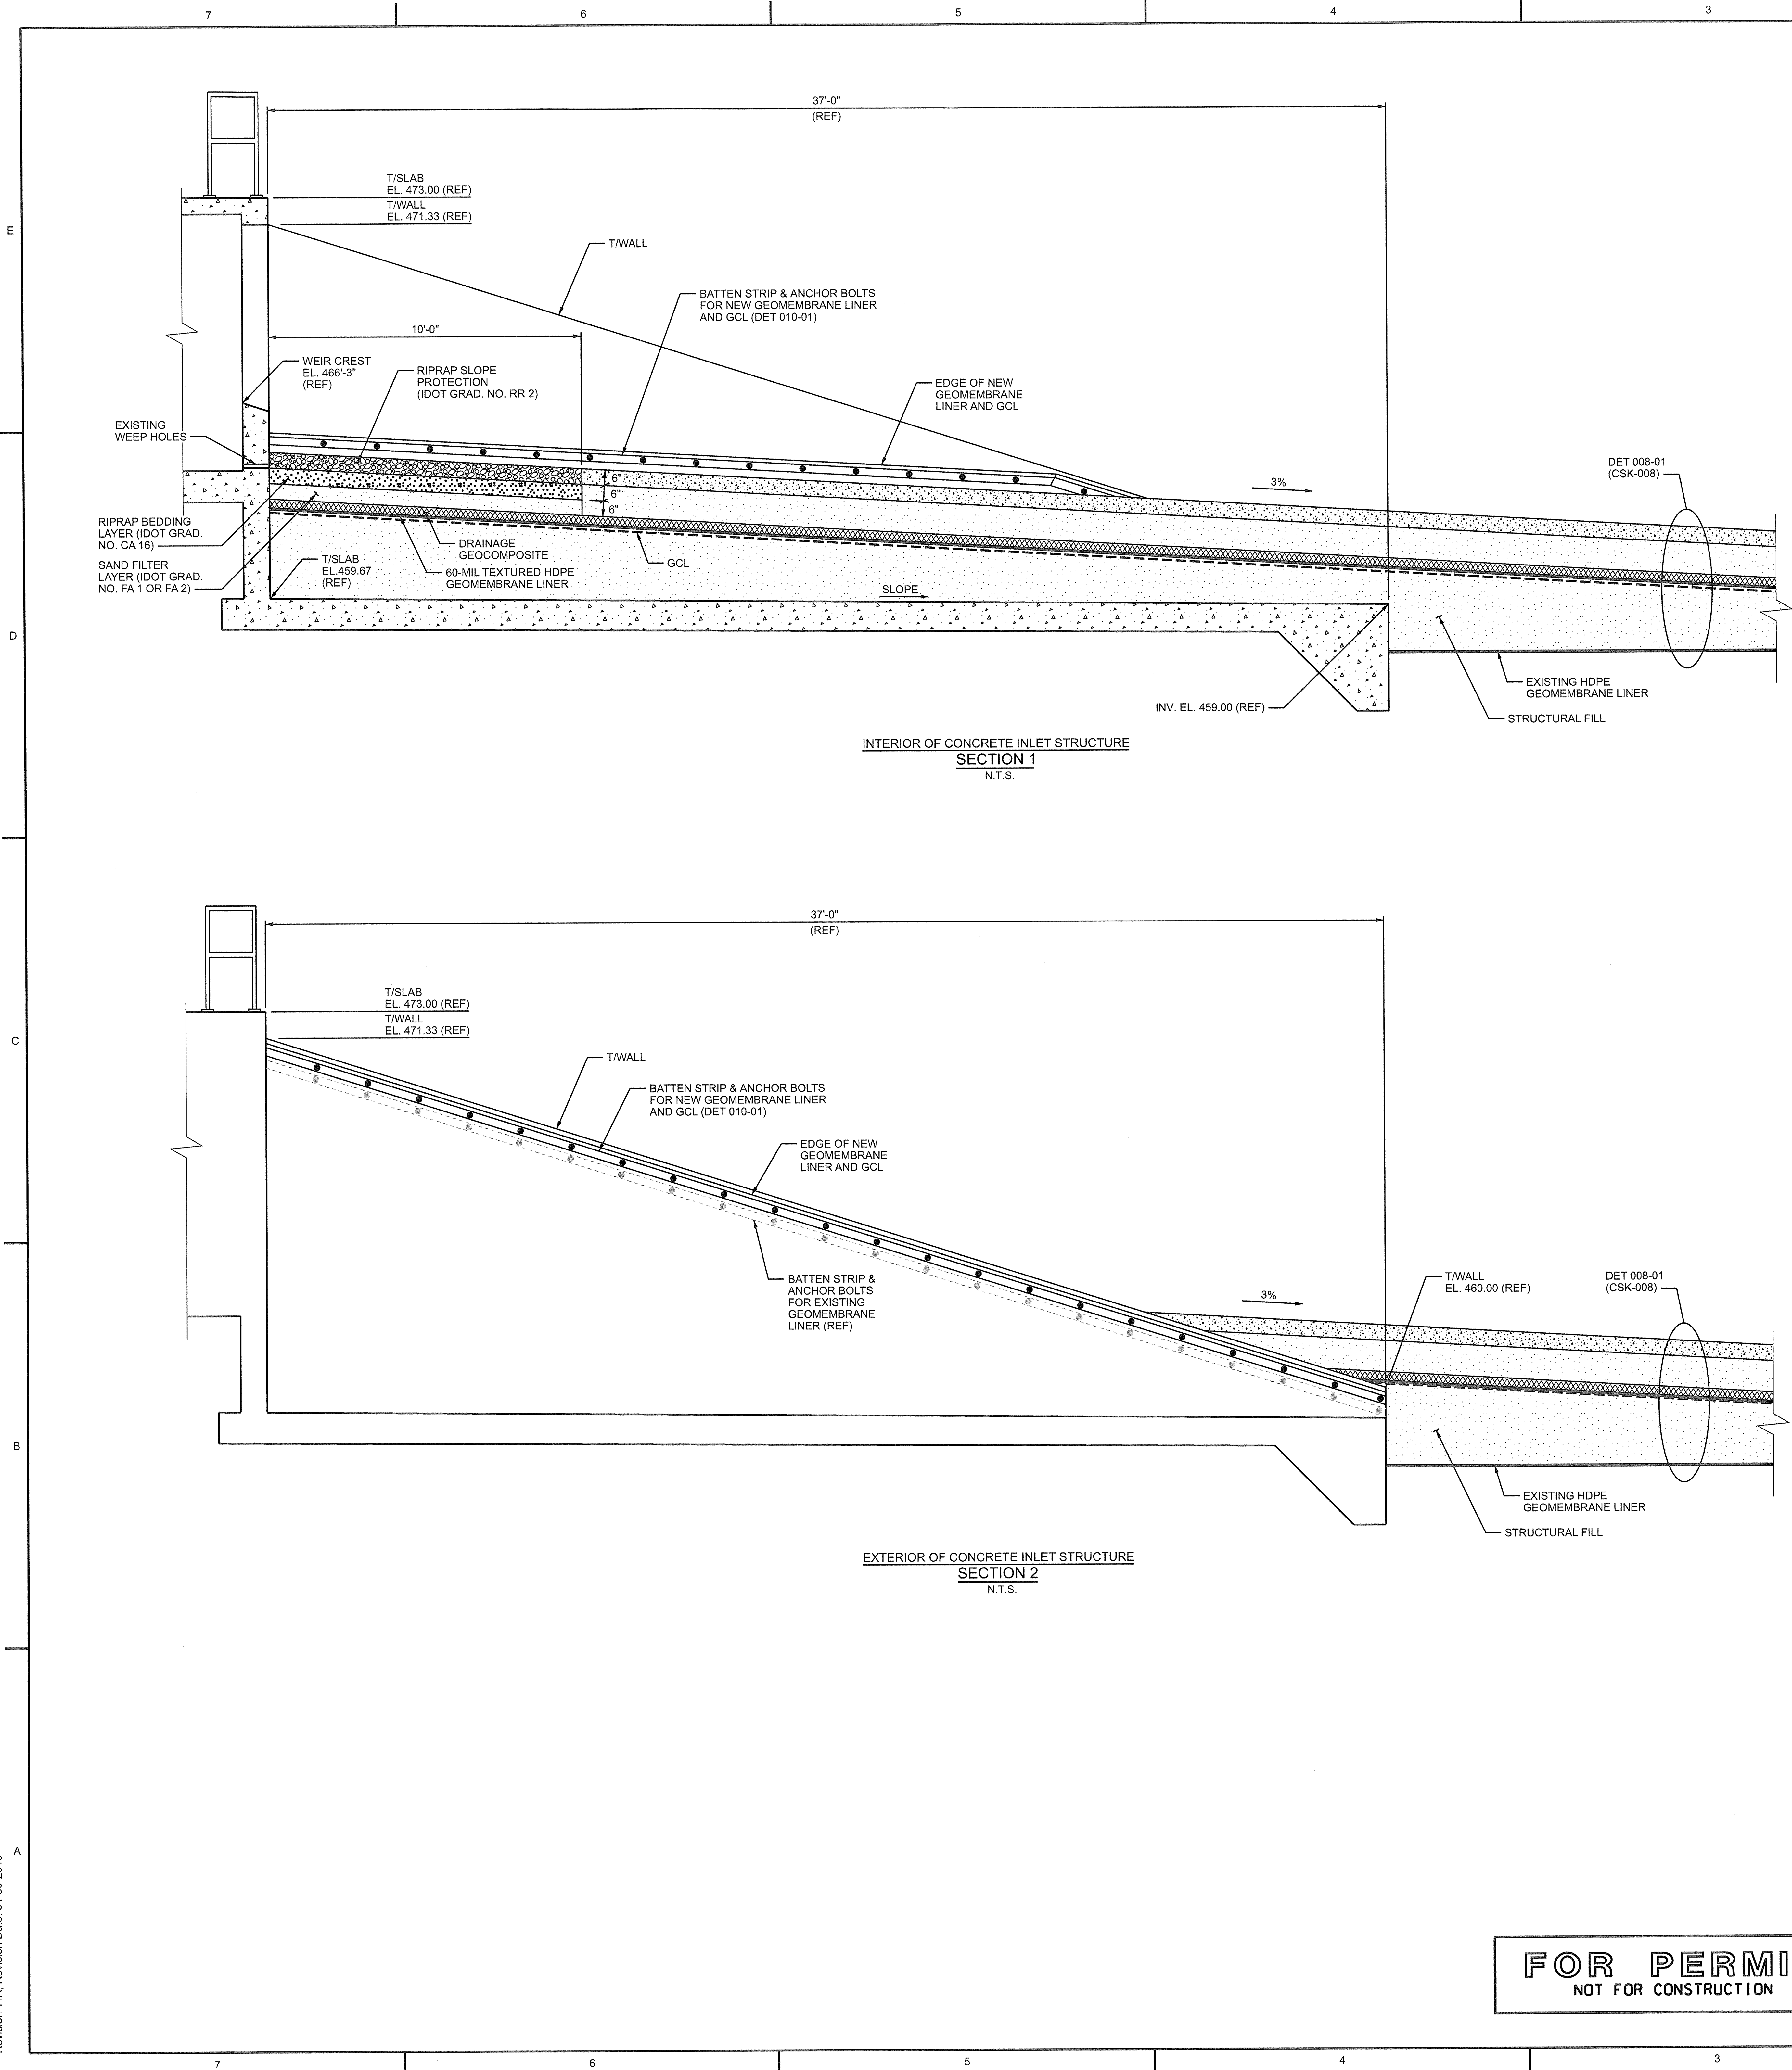 7 6 5 4 3
37'-0"
(REF)
T/SLAB
EL. 473.00 (REF)
T/WALL
EL. 471.33 (REF)
E
T/WALL
BATTEN STRIP & ANCHOR BOLTS
FOR NEW GEOMEMBRANE LINER
AND GCL (DET 010-01)
10'-0"
WEIR CREST
EL. 466'-3"
(REF)
RIPRAP SLOPE
PROTECTION
(IDOT GRAD. NO. RR 2)
EDGE OF NEW
GEOMEMBRANE
LINER AND GCL
EXISTING
WEEP HOLES
DET 008-01
(CSK-008)
3%
6"
6"
6"
RIPRAP BEDDING
LAYER (IDOT GRAD.
NO. CA 16)
SAND FILTER
LAYER (IDOT GRAD.
NO. FA 1 OR FA 2)
T/SLAB
EL.459.67
(REF)
DRAINAGE
GEOCOMPOSITE
60-MIL TEXTURED HDPE
GEOMEMBRANE LINER
GCL
SLOPE
D
EXISTING HDPE
GEOMEMBRANE LINER
INV. EL. 459.00 (REF)
STRUCTURAL FILL
INTERIOR OF CONCRETE INLET STRUCTURE
SECTION 1
N.T.S.
37'-0"
(REF)
T/SLAB
EL. 473.00 (REF)
T/WALL
EL. 471.33 (REF)
C
T/WALL
BATTEN STRIP & ANCHOR BOLTS
FOR NEW GEOMEMBRANE LINER
AND GCL (DET 010-01)
EDGE OF NEW
GEOMEMBRANE
LINER AND GCL
BATTEN STRIP &
ANCHOR BOLTS
FOR EXISTING
GEOMEMBRANE
LINER (REF)
3%
T/WALL
EL. 460.00 (REF)
DET 008-01
(CSK-008)
B
EXISTING HDPE
GEOMEMBRANE LINER
STRUCTURAL FILL
EXTERIOR OF CONCRETE INLET STRUCTURE
SECTION 2
N.T.S.
A
FOR PERMI
NOT FOR CONSTRUCTION
7 6 5 4 3